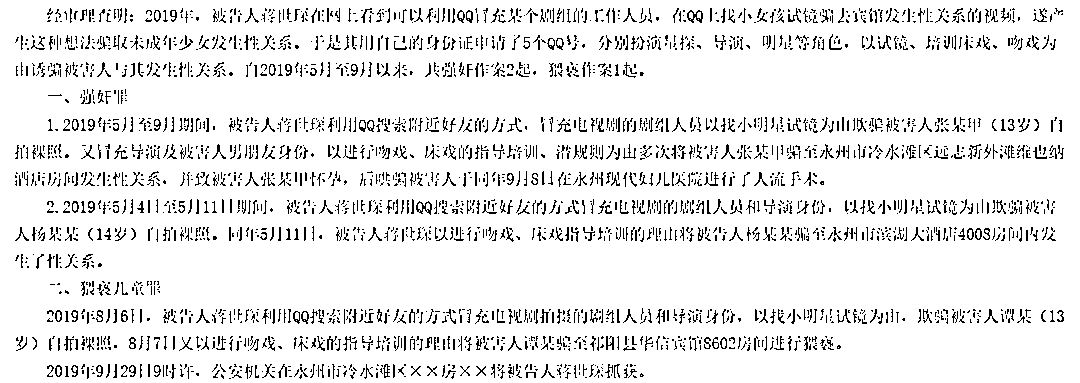 经审理查明：2019年，被告人蒋世琛在网上看到可以利用QQ冒充某个剧组的工作人员，在QQ上找小女孩试镜骗去宾馆发生性关系的视频，遂产
生这种想法骗取未成年少女发生性关系。于是其用自己的身份证申请了5个QQ号，分别扮演星探、导演、明星等角色，以试镜、培训床戏、吻戏为
由诱骗被害人与其发生性关系。自2019年5月至9月以来，共强奸作案2起，猥亵作案1起。
一、强奸罪
1.2019年5月至9月期间，被告人蒋世琛利用QQ搜索附近好友的方式，冒充电视剧的剧组人员以找小明星试镜为由欺骗被害人张某甲（13岁）自
拍裸照。又冒充导演及被害人男朋友身份，以进行吻戏、床戏的指导培训、潜规则为由多次将被害人张某甲骗至永州市冷水滩区远志新外滩维也纳
酒店房间发生性关系，并致被害人张某甲怀孕，后哄骗被害人于同年9月8日在永州现代妇儿医院进行了人流手术。
2.2019年5月4日至5月11日期间，被告人蒋世琛利用QQ搜索附近好友的方式冒充电视剧的剧组人员和导演身份，以找小明星试镜为由欺骗被害
人杨某某（14岁）自拍裸照。同年5月11日，被告人蒋世琛以进行吻戏、床戏指导培训的理由将被害人杨某某骗至永州市滨湖大酒店4008房间内发
生了性关系。
二、猥亵儿童罪
2019年8月6日，被告人蒋世琛利用QQ搜索附近好友的方式冒充电视剧拍摄的剧组人员和导演身份，以找小明星试镜为由，欺骗被害人谭某（13
岁）自拍裸照，8月7日又以进行吻戏、床戏的指导培训的理由将被害人谭某骗至祁阳县华信宾馆8602房间进行猥亵。
2019年9月29日9时许，公安机关在永州市冷水滩区××房××将被告人蒋世琛抓获。